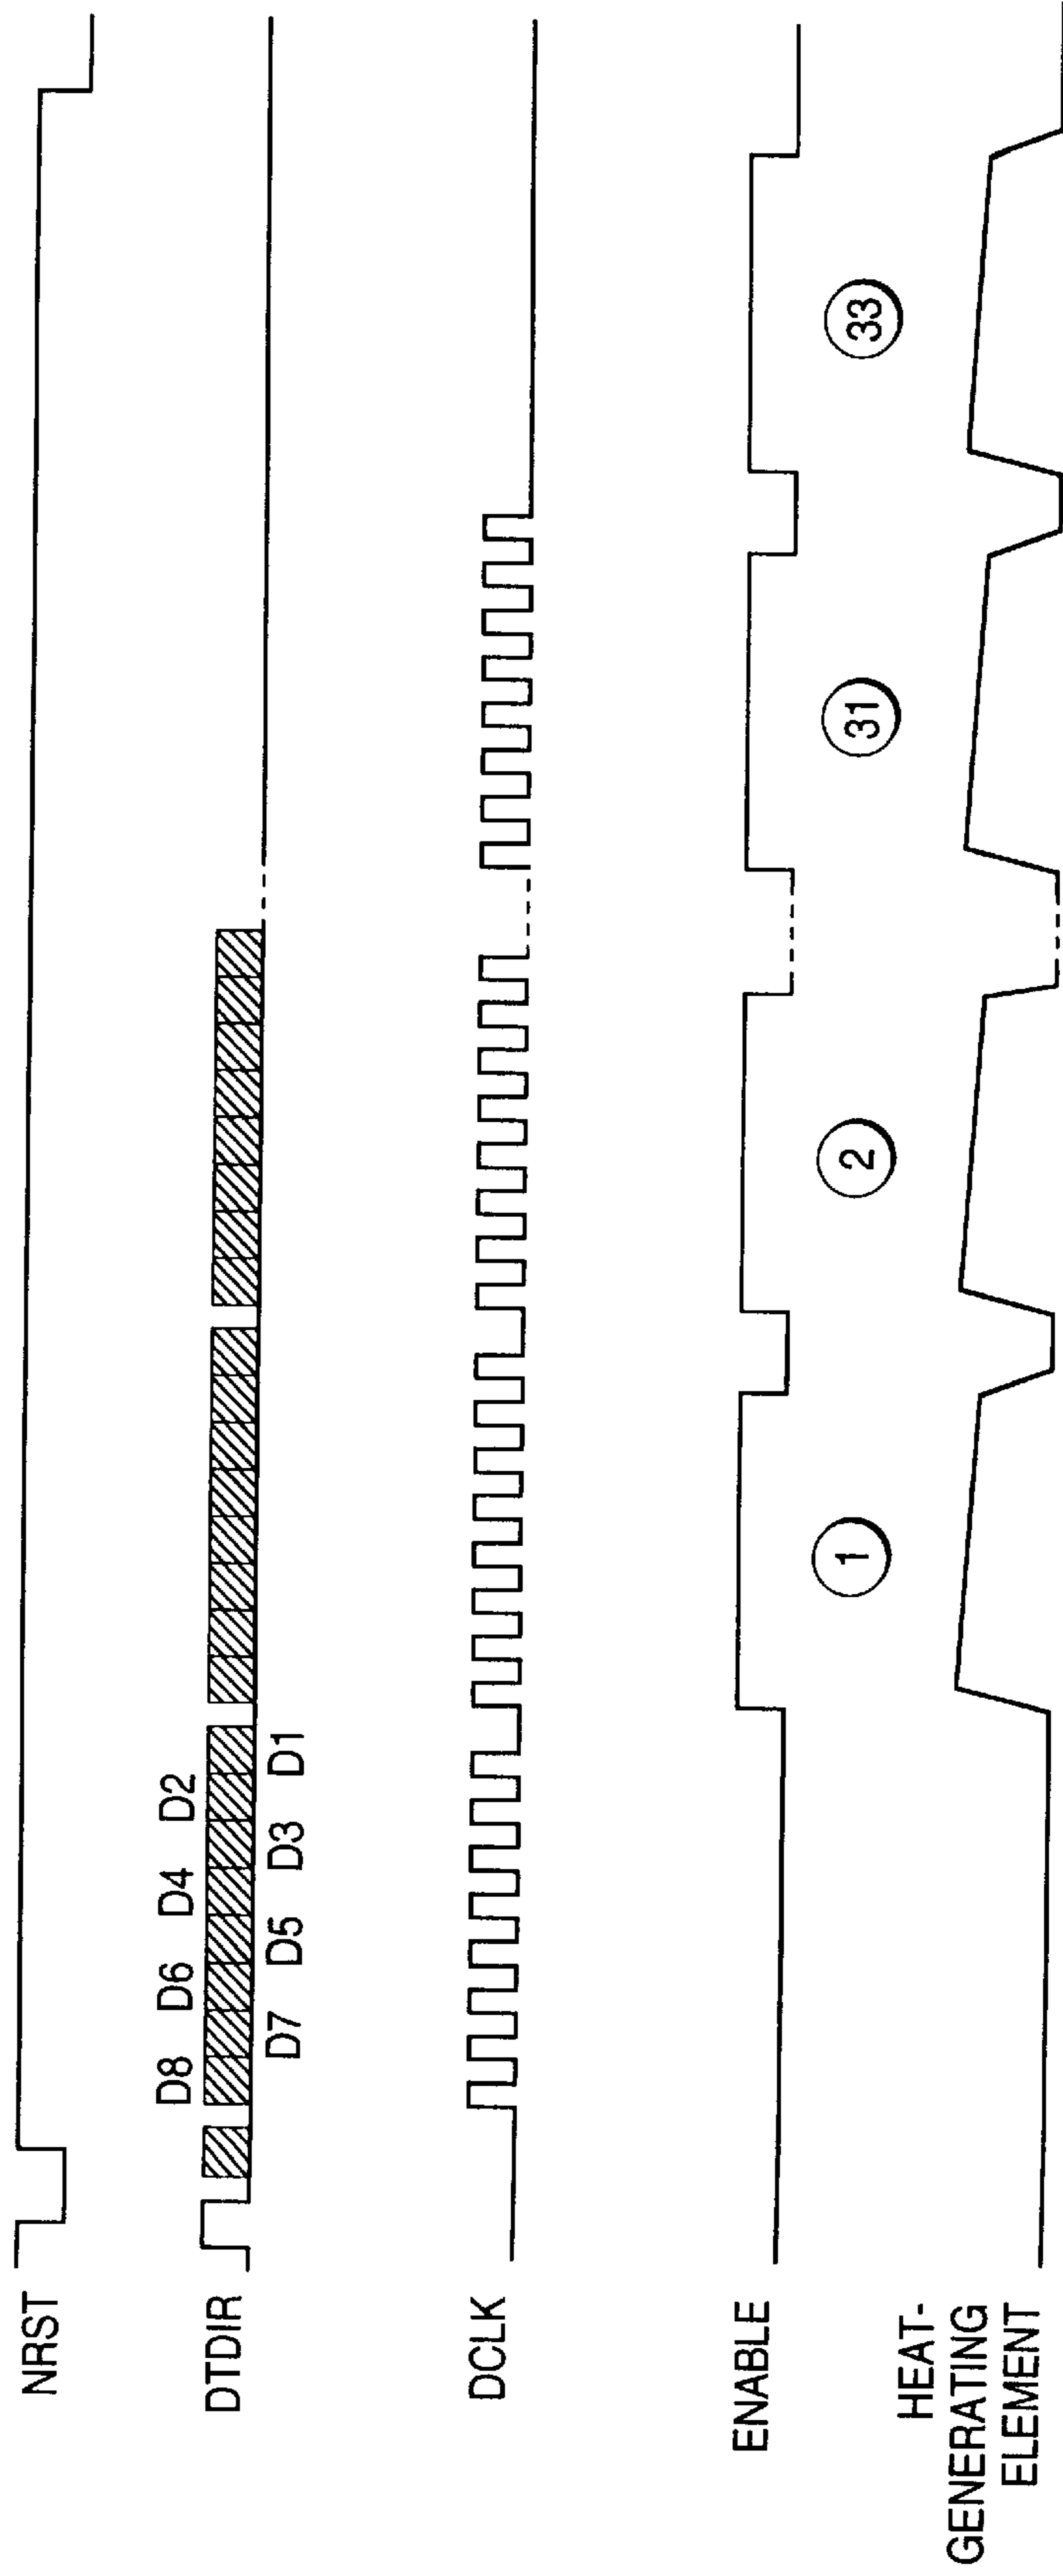 NRST
DTDIR
D8 D6 D4 D2
D7 D5 D3 D1
DCLK
ENABLE
1 2 31 33
HEAT-
GENERATING
ELEMENT